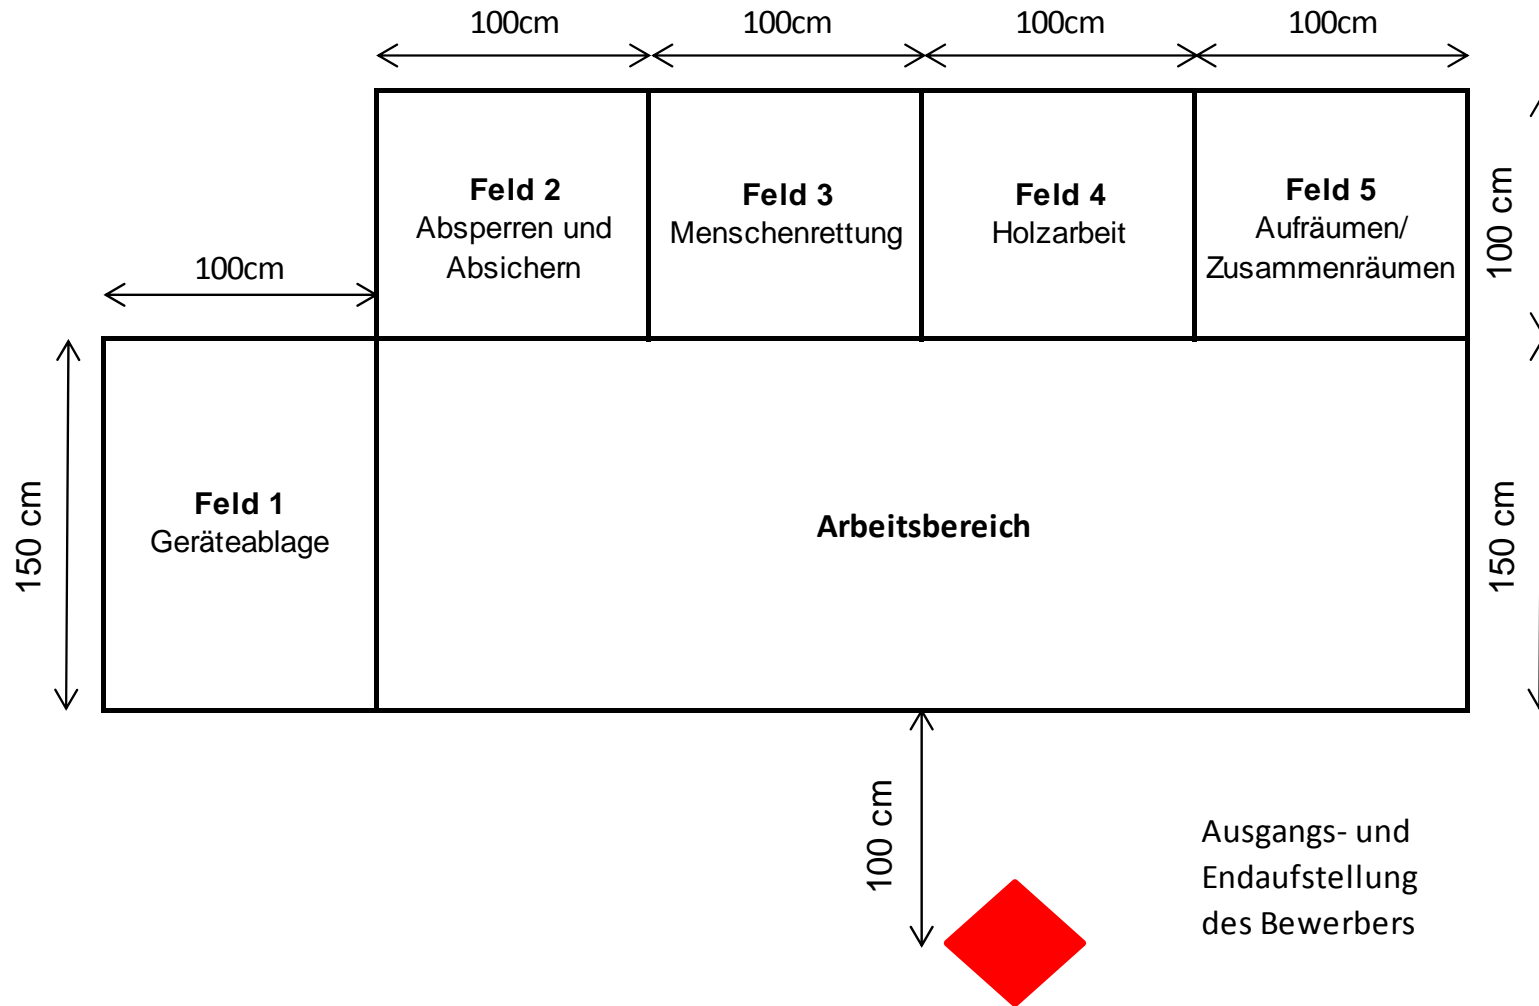 100cm
100cm
100cm
100cm
Feld 2
Absperren und
Absichern
Feld 3
Menschenrettung
Feld 4
Holzarbeit
Feld 5
Aufräumen/
Zusammenräumen
100 cm
100cm
Feld 1
Geräteablage
150 cm
Arbeitsbereich
150 cm
100 cm
Ausgangs- und
Endaufstellung
des Bewerbers